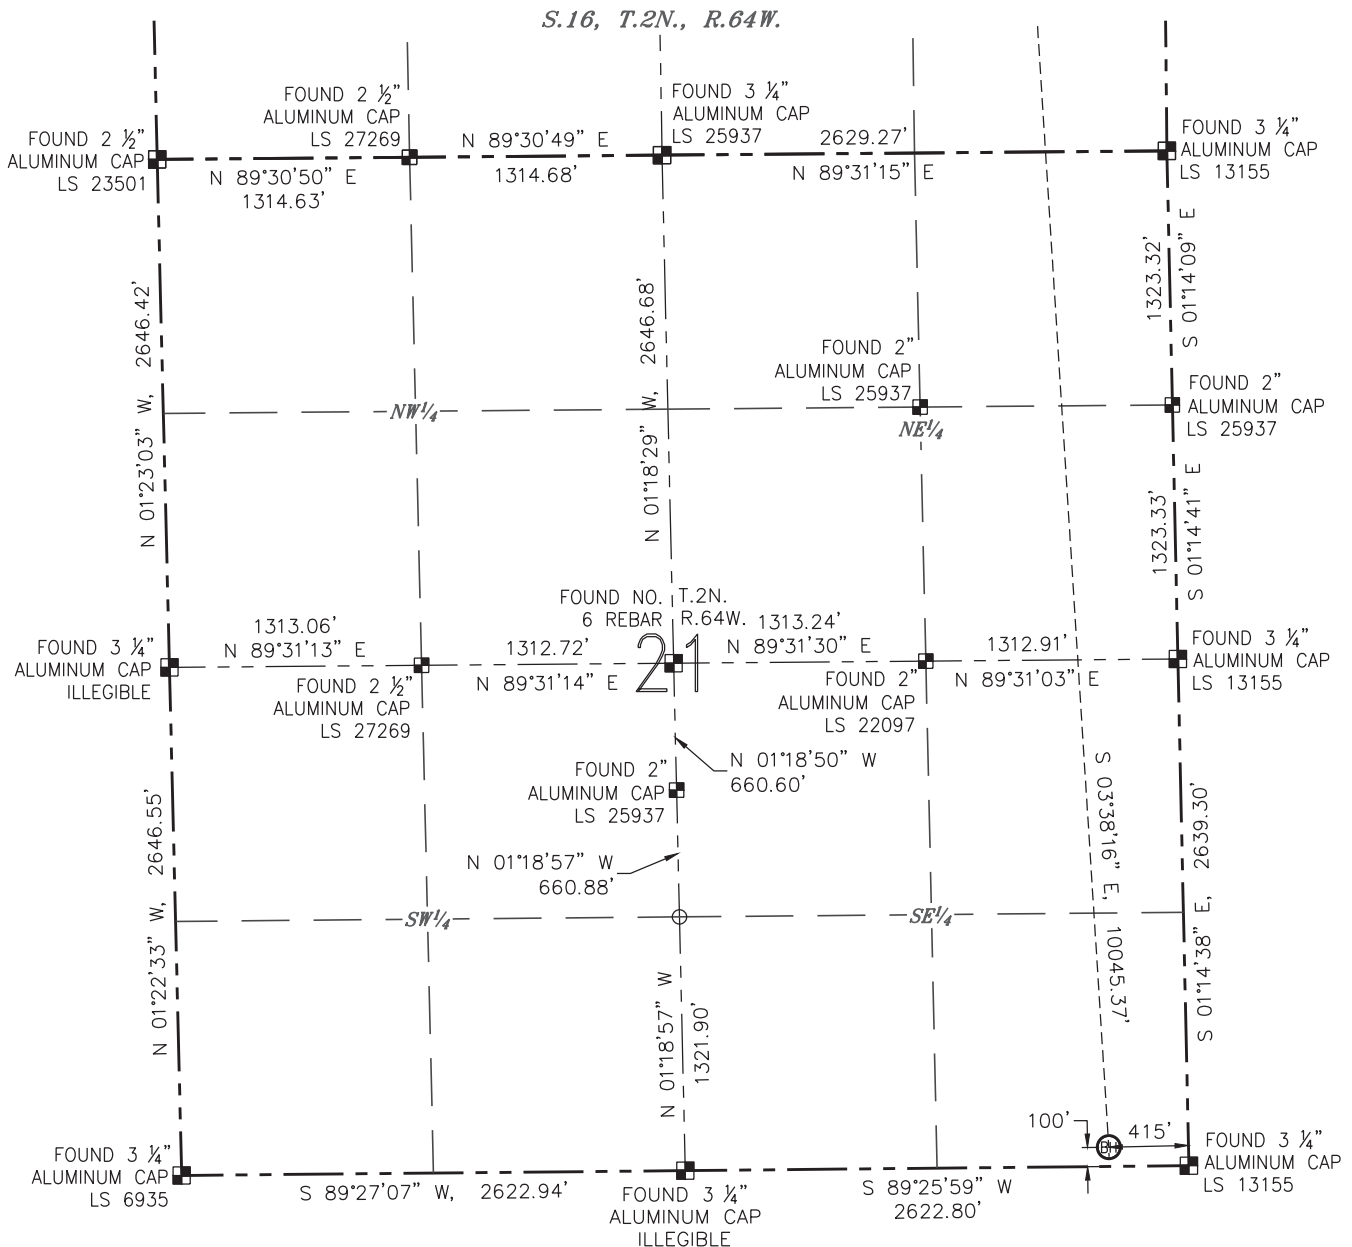 S.16, T.2N., R.64W.
FOUND 2 ½"
ALUMINUM CAP
LS 23501
FOUND 2 ½"
ALUMINUM CAP
LS 27269
FOUND 3 ¼"
ALUMINUM CAP
LS 25937
FOUND 3 ¼"
ALUMINUM CAP
LS 13155
N 89°30'50" E
1314.63'
N 89°30'49" E
1314.68'
2629.27'
N 89°31'15" E
N 01°23'03" W, 2646.42'
N 01°18'29" W, 2646.68'
1323.32'
S 01°14'09" E
FOUND 2"
ALUMINUM CAP
LS 25937
FOUND 2"
ALUMINUM CAP
LS 25937
NW¼
NE¼
1323.33'
S 01°14'41" E
FOUND NO.
6 REBAR
T.2N.
R.64W.
21
FOUND 3 ¼"
ALUMINUM CAP
ILLEGIBLE
1313.06'
N 89°31'13" E
1312.72'
N 89°31'14" E
1313.24'
N 89°31'30" E
1312.91'
N 89°31'03" E
FOUND 3 ¼"
ALUMINUM CAP
LS 13155
FOUND 2 ½"
ALUMINUM CAP
LS 27269
FOUND 2"
ALUMINUM CAP
LS 22097
N 01°18'50" W
660.60'
FOUND 2"
ALUMINUM CAP
LS 25937
N 01°18'57" W
660.88'
SW¼
SE¼
N 01°22'33" W, 2646.55'
N 01°18'57" W
1321.90'
S 03°38'16" E, 10045.37'
S 01°14'38" E, 2639.30'
100'
BH
415'
FOUND 3 ¼"
ALUMINUM CAP
LS 6935
S 89°27'07" W, 2622.94'
FOUND 3 ¼"
ALUMINUM CAP
ILLEGIBLE
S 89°25'59" W
2622.80'
FOUND 3 ¼"
ALUMINUM CAP
LS 13155